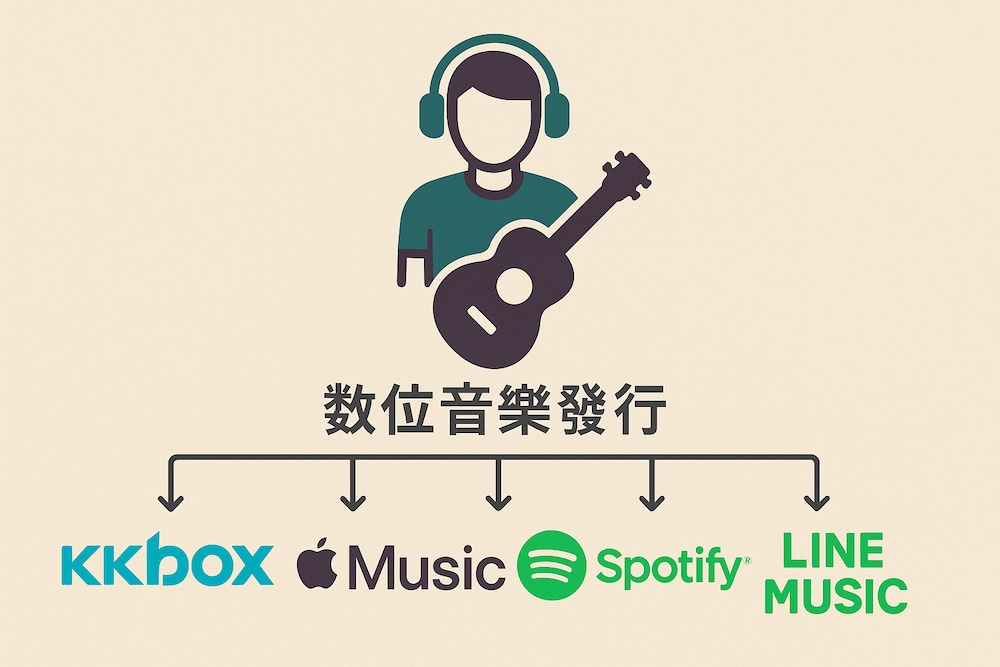 数位音樂發行
KKBOX
Music
Spotify®
LINE
MUSIC